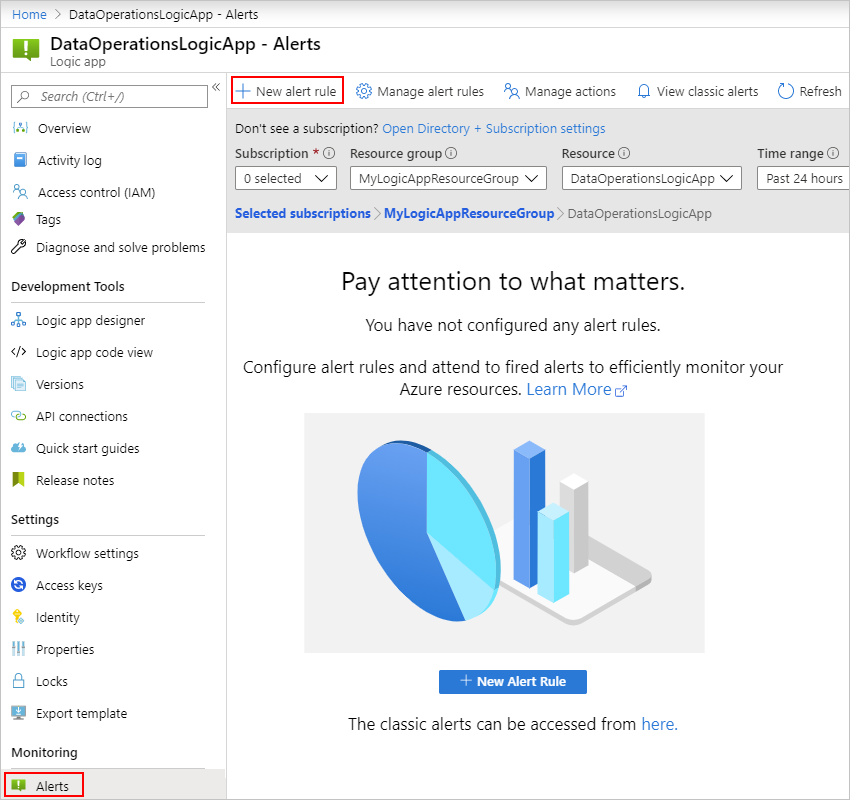 Home > DataOperationsLogicApp - Alerts
DataOperationsLogicApp - Alerts
Logic app
Search (Ctrl+/)
Overview
Activity log
Access control (IAM)
Tags
Diagnose and solve problems
Development Tools
Logic app designer
Logic app code view
Versions
API connections
Quick start guides
Release notes
Settings
Workflow settings
Access keys
Identity
Properties
Locks
Export template
Monitoring
Alerts
New alert rule Manage alert rules Manage actions View classic alerts Refresh
Don't see a subscription? Open Directory + Subscription settings
Subscription * Resource group Resource Time range
0 selected MyLogicAppResourceGroup DataOperationsLogicApp Past 24 hours
Selected subscriptions > MyLogicAppResourceGroup > DataOperationsLogicApp
Pay attention to what matters.
You have not configured any alert rules.
Configure alert rules and attend to fired alerts to efficiently monitor your
Azure resources. Learn More
+ New Alert Rule
The classic alerts can be accessed from here.